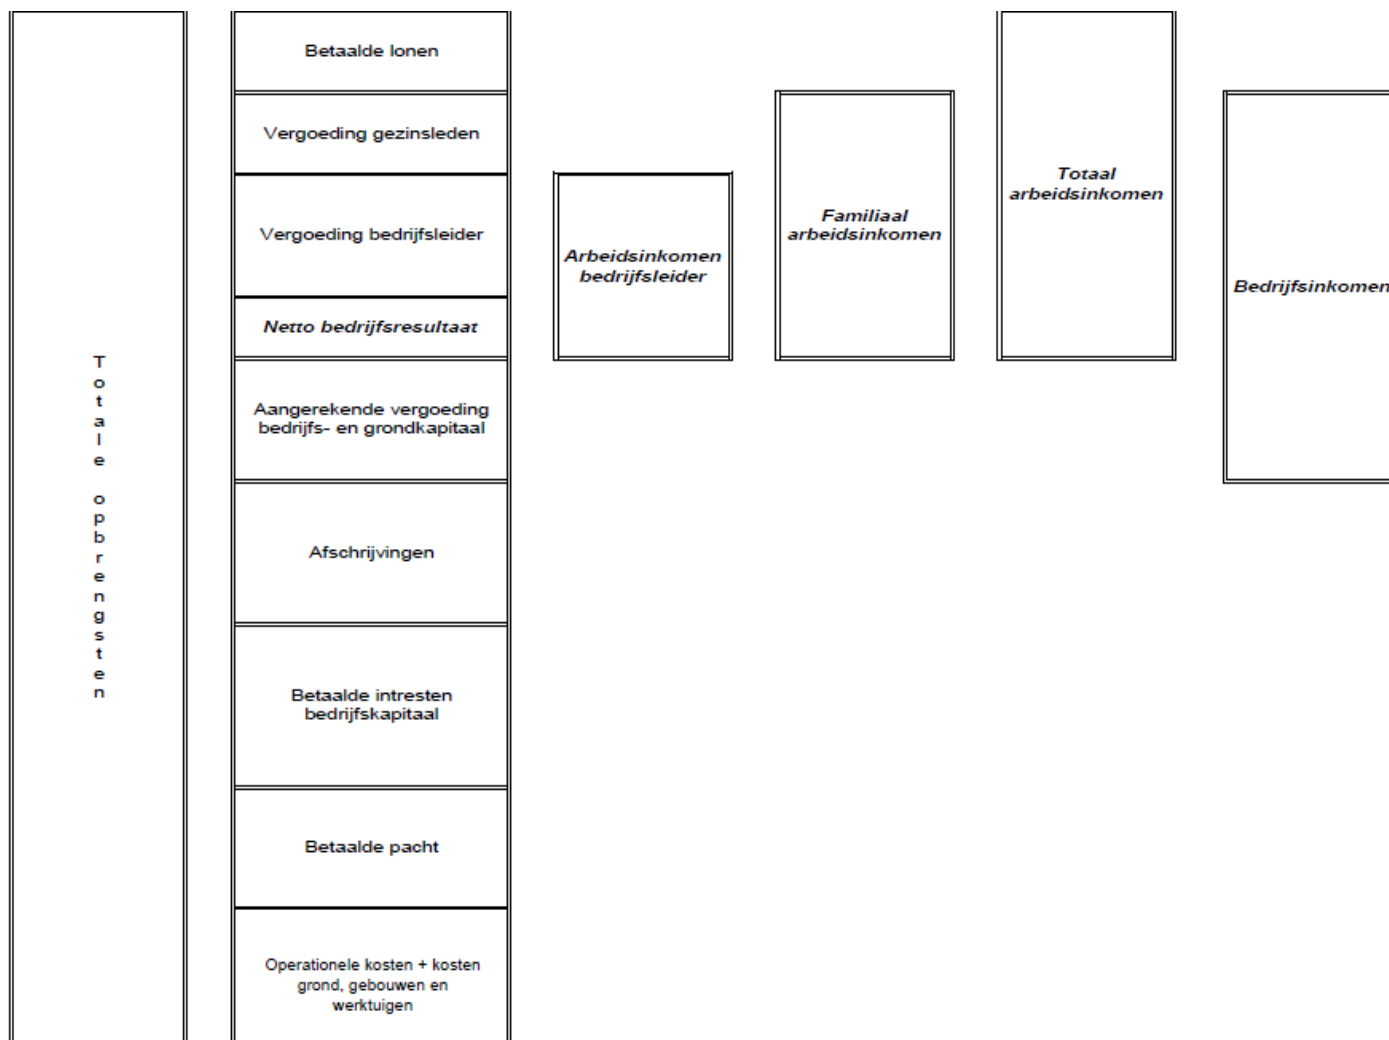 Totale opbrengsten
Betaalde lonen
Vergoeding gezinsleden
Vergoeding bedrijfsleider
Netto bedrijfsresultaat
Aangerekende vergoeding
bedrijfs- en grondkapitaal
Afschrijvingen
Betaalde intresten
bedrijfskapitaal
Betaalde pacht
Operationele kosten + kosten
grond, gebouwen en
werktuigen
Arbeidsinkomen
bedrijfsleider
Familiaal
arbeidsinkomen
Totaal
arbeidsinkomen
Bedrijfsinkomen